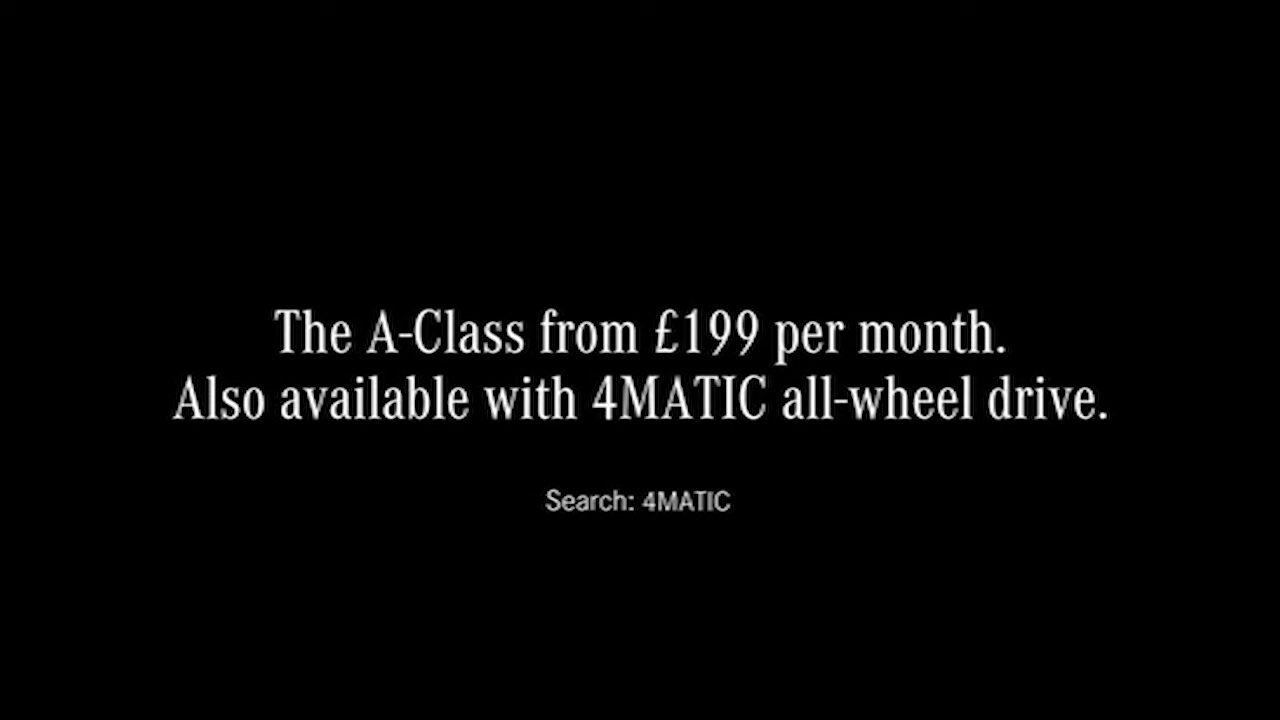 The A-Class from £199 per month.
Also available with 4MATIC all-wheel drive.
Search: 4MATIC